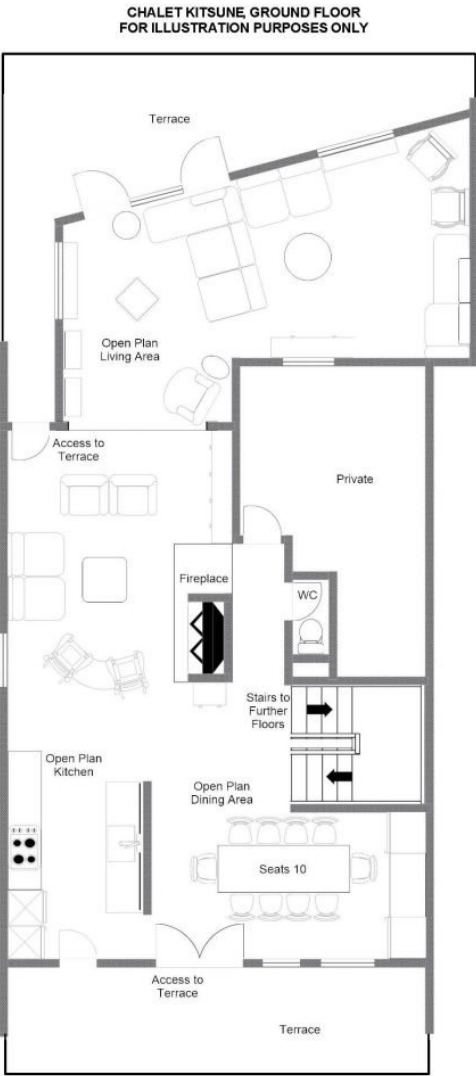 CHALET KITSUNE, GROUND FLOOR
FOR ILLUSTRATION PURPOSES ONLY
Terrace
Open Plan
Living Area
Access to
Terrace
Private
Fireplace
WC
Stairs to
Further
Floors
Open Plan
Kitchen
Open Plan
Dining Area
Seats 10
Access to
Terrace
Terrace